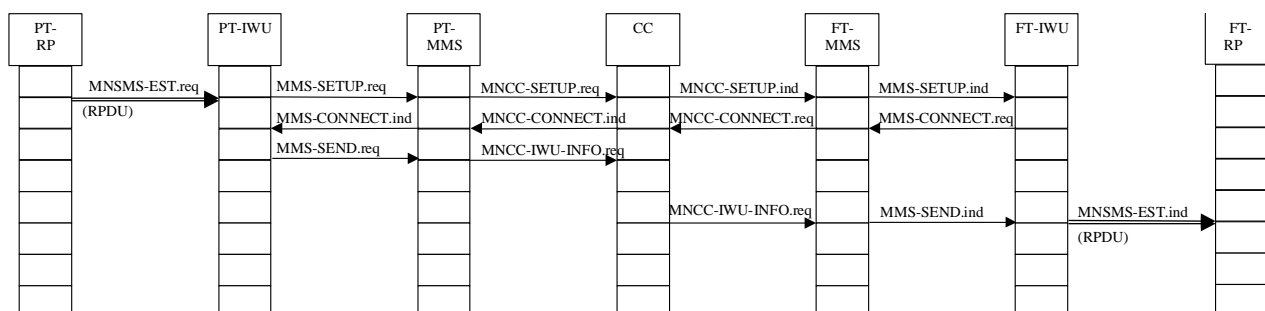 PT-
RP
PT-IWU
PT-
MMS
CC
FT-
MMS
FT-IWU
FT-
RP
MNSMS-EST.req
(RPDU)
MMS-SETUP.req
MNCC-SETUP.req
MNCC-SETUP.ind
MMS-SETUP.ind
MMS-CONNECT.ind
MNCC-CONNECT.ind
MNCC-CONNECT.req
MMS-CONNECT.req
MMS-SEND.req
MNCC-IWU-INFO.req
MNCC-IWU-INFO.req
MMS-SEND.ind
MNSMS-EST.ind
(RPDU)